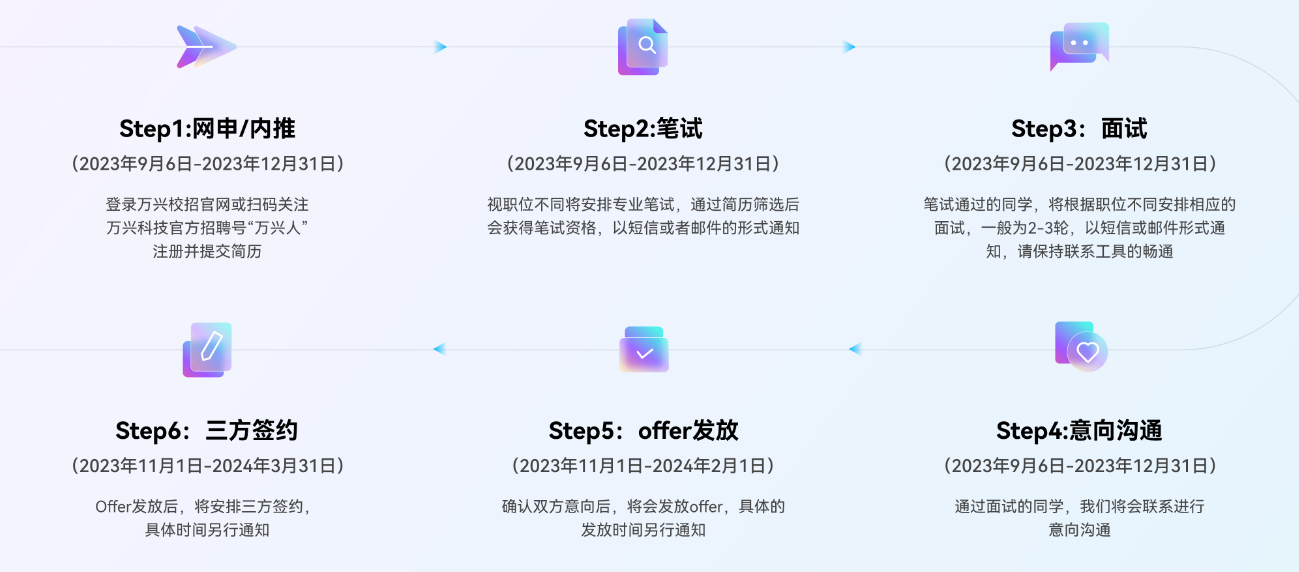 Step1:网申/内推
（2023年9月6日-2023年12月31日）
登录万兴校招官网或扫码关注
万兴科技官方招聘号“万兴人”
注册并提交简历
Step2:笔试
（2023年9月6日-2023年12月31日）
视职位不同将安排专业笔试，通过简历筛选后
会获得笔试资格，以短信或者邮件的形式通知
Step3：面试
（2023年9月6日-2023年12月31日）
笔试通过的同学，将根据职位不同安排相应的
面试，一般为2-3轮，以短信或邮件形式通
知，请保持联系工具的畅通
Step4:意向沟通
（2023年9月6日-2023年12月31日）
通过面试的同学，我们将会联系进行
意向沟通
Step5：offer发放
（2023年11月1日-2024年2月1日）
确认双方意向后，将会发放offer，具体的
发放时间另行通知
Step6：三方签约
（2023年11月1日-2024年3月31日）
Offer发放后，将安排三方签约，
具体时间另行通知